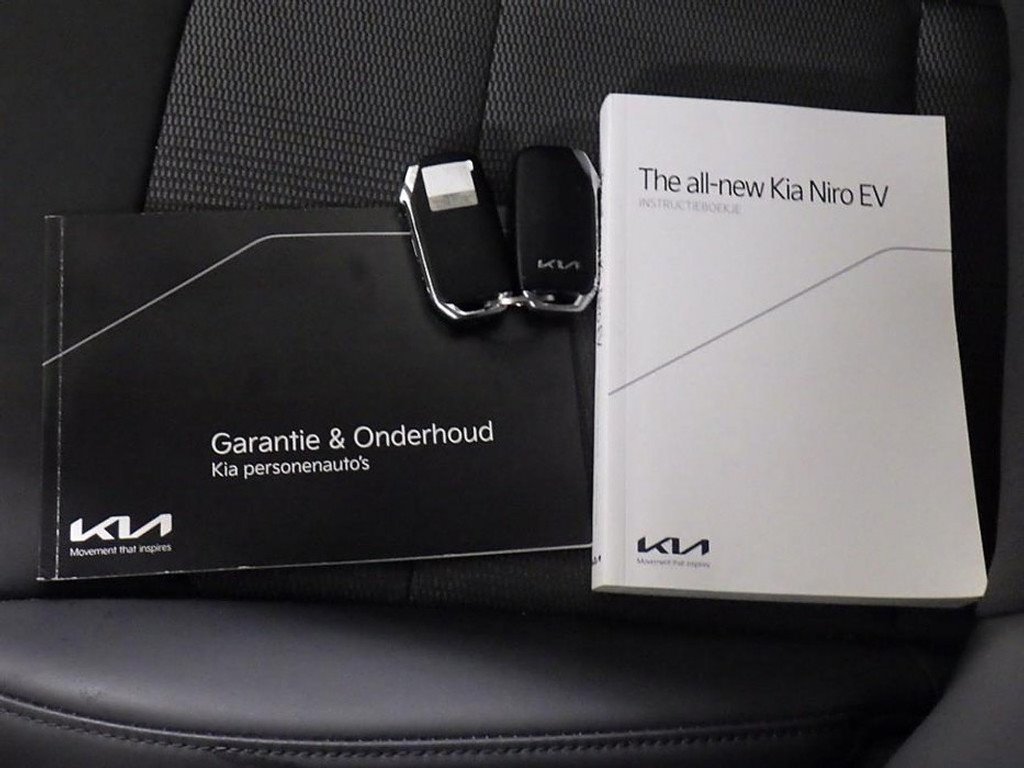 Garantie & Onderhoud
Kia personenauto's
KIA
Movement that inspires
KIA
The all-new Kia Niro EV
INSTRUCTIEBOEKJE
KIA
Movement that inspires